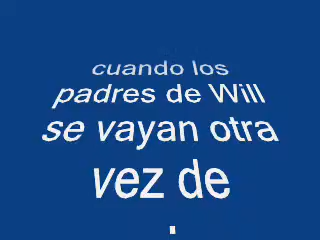 cuando los
padres de Will
se vayan otra
vez de